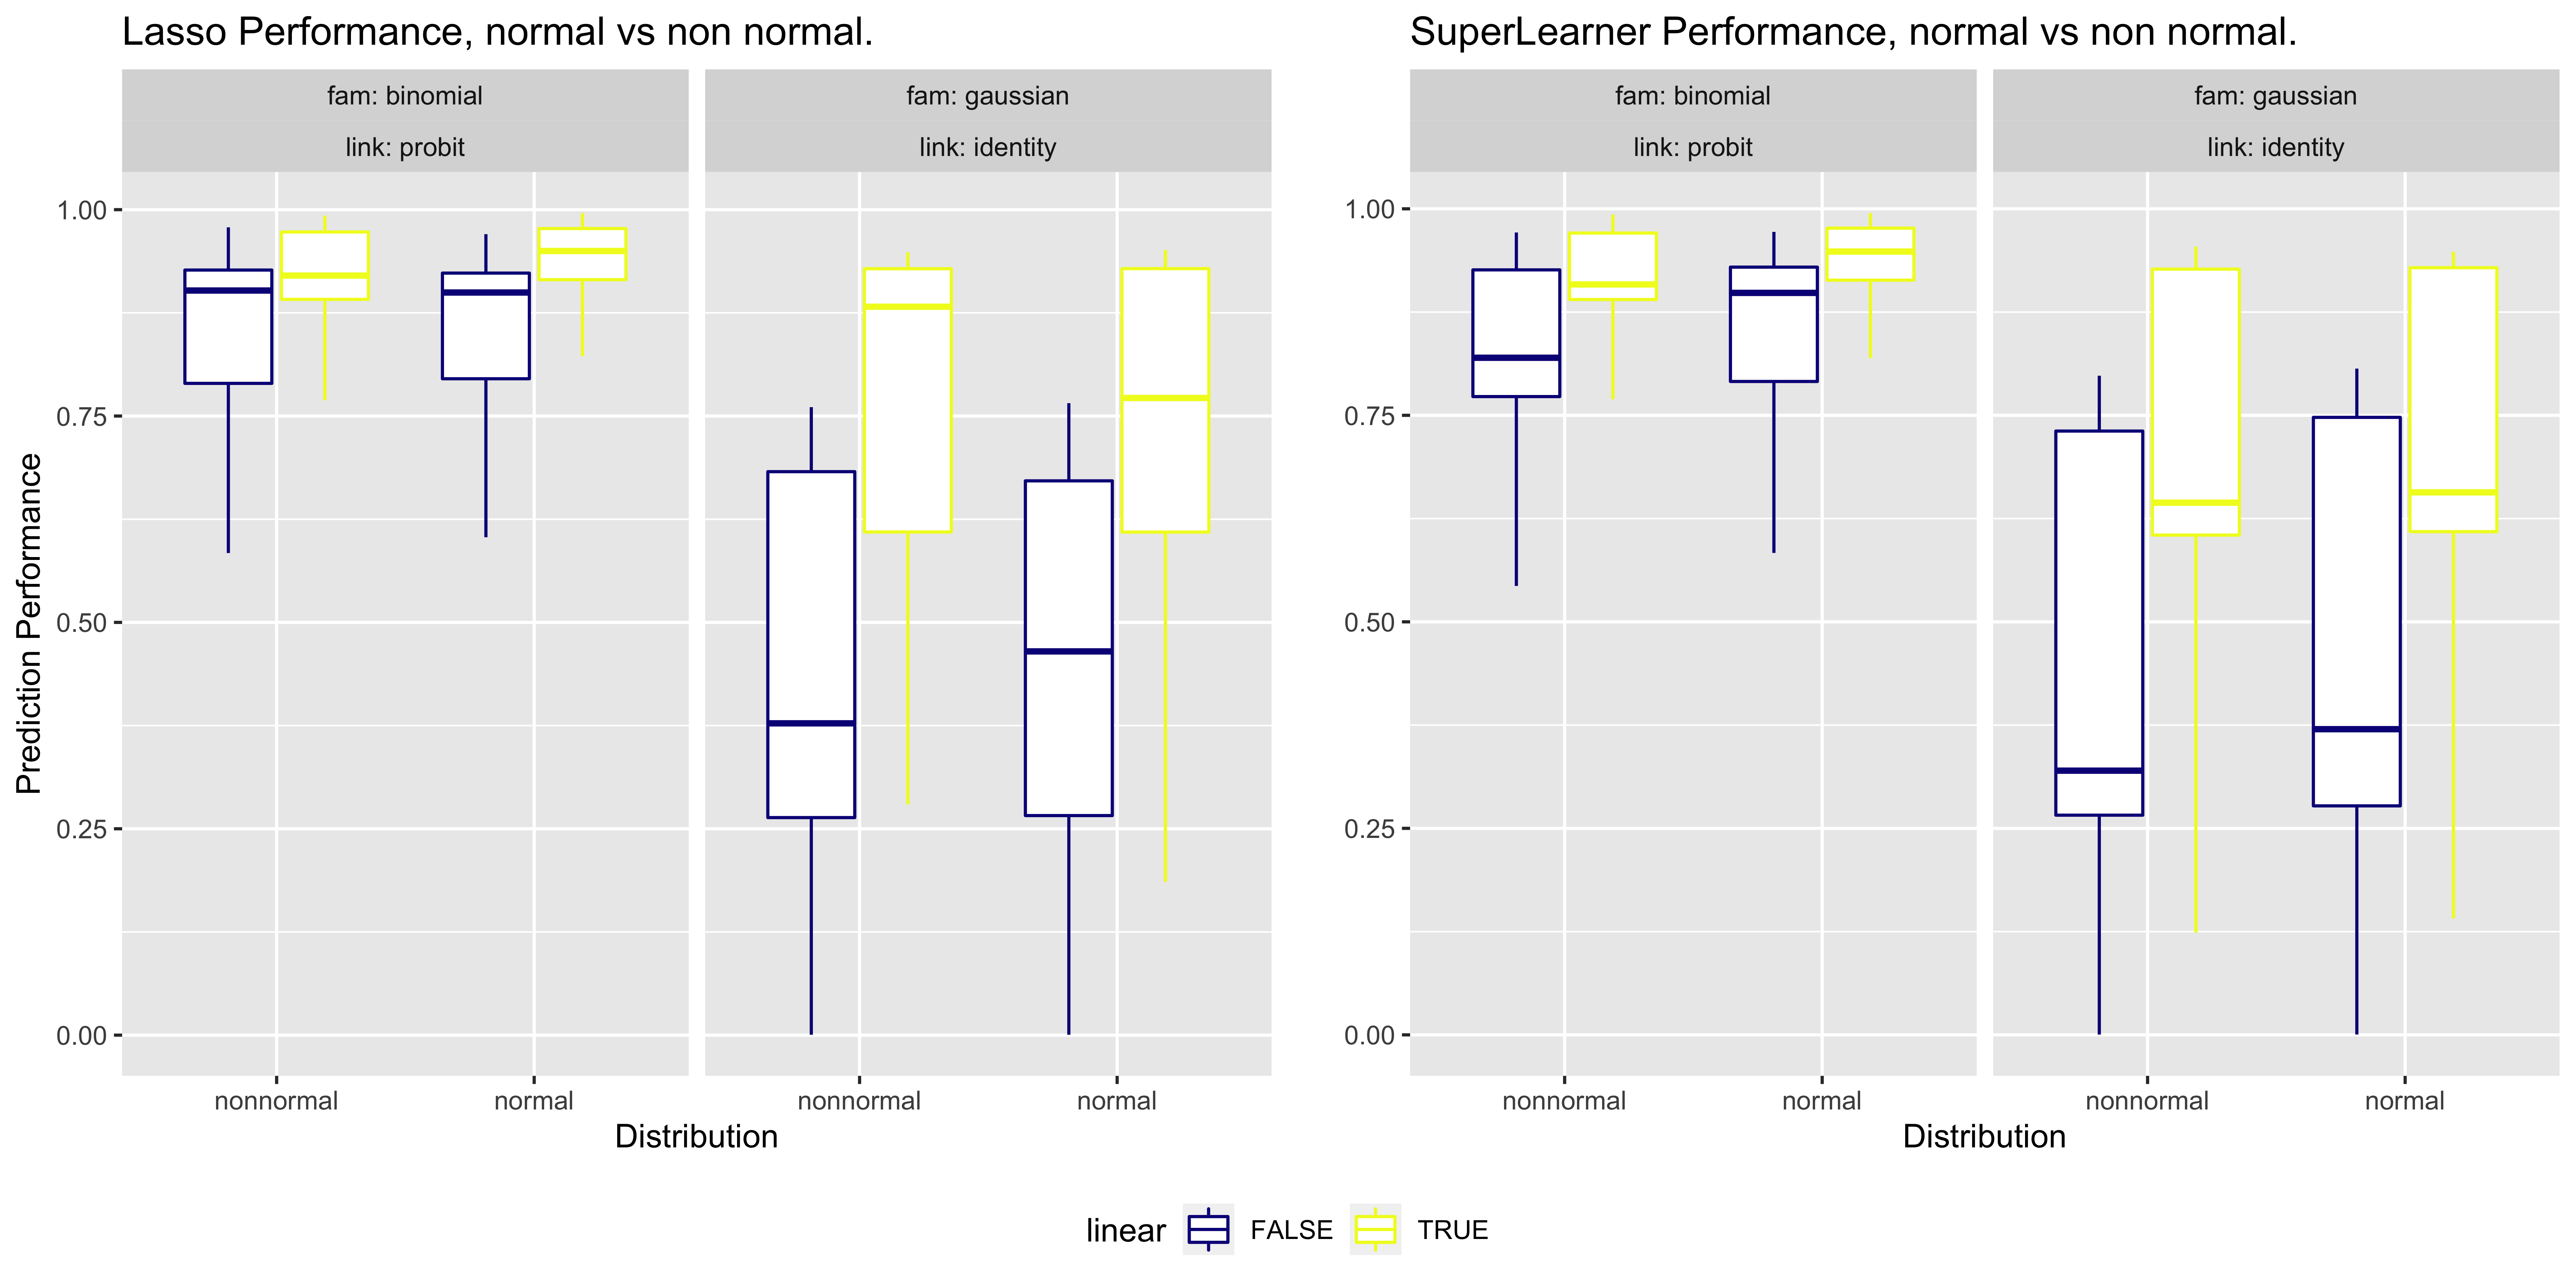 Lasso Performance, normal vs non normal.
fam: binomial
fam: gaussian
link: probit
link: identity
Prediction Performance
1.00
0.75
0.50
0.25
0.00
nonnormal
normal
nonnormal
normal
Distribution
SuperLearner Performance, normal vs non normal.
fam: binomial
fam: gaussian
link: probit
link: identity
1.00
0.75
0.50
0.25
0.00
nonnormal
normal
nonnormal
normal
Distribution
linear FALSE TRUE